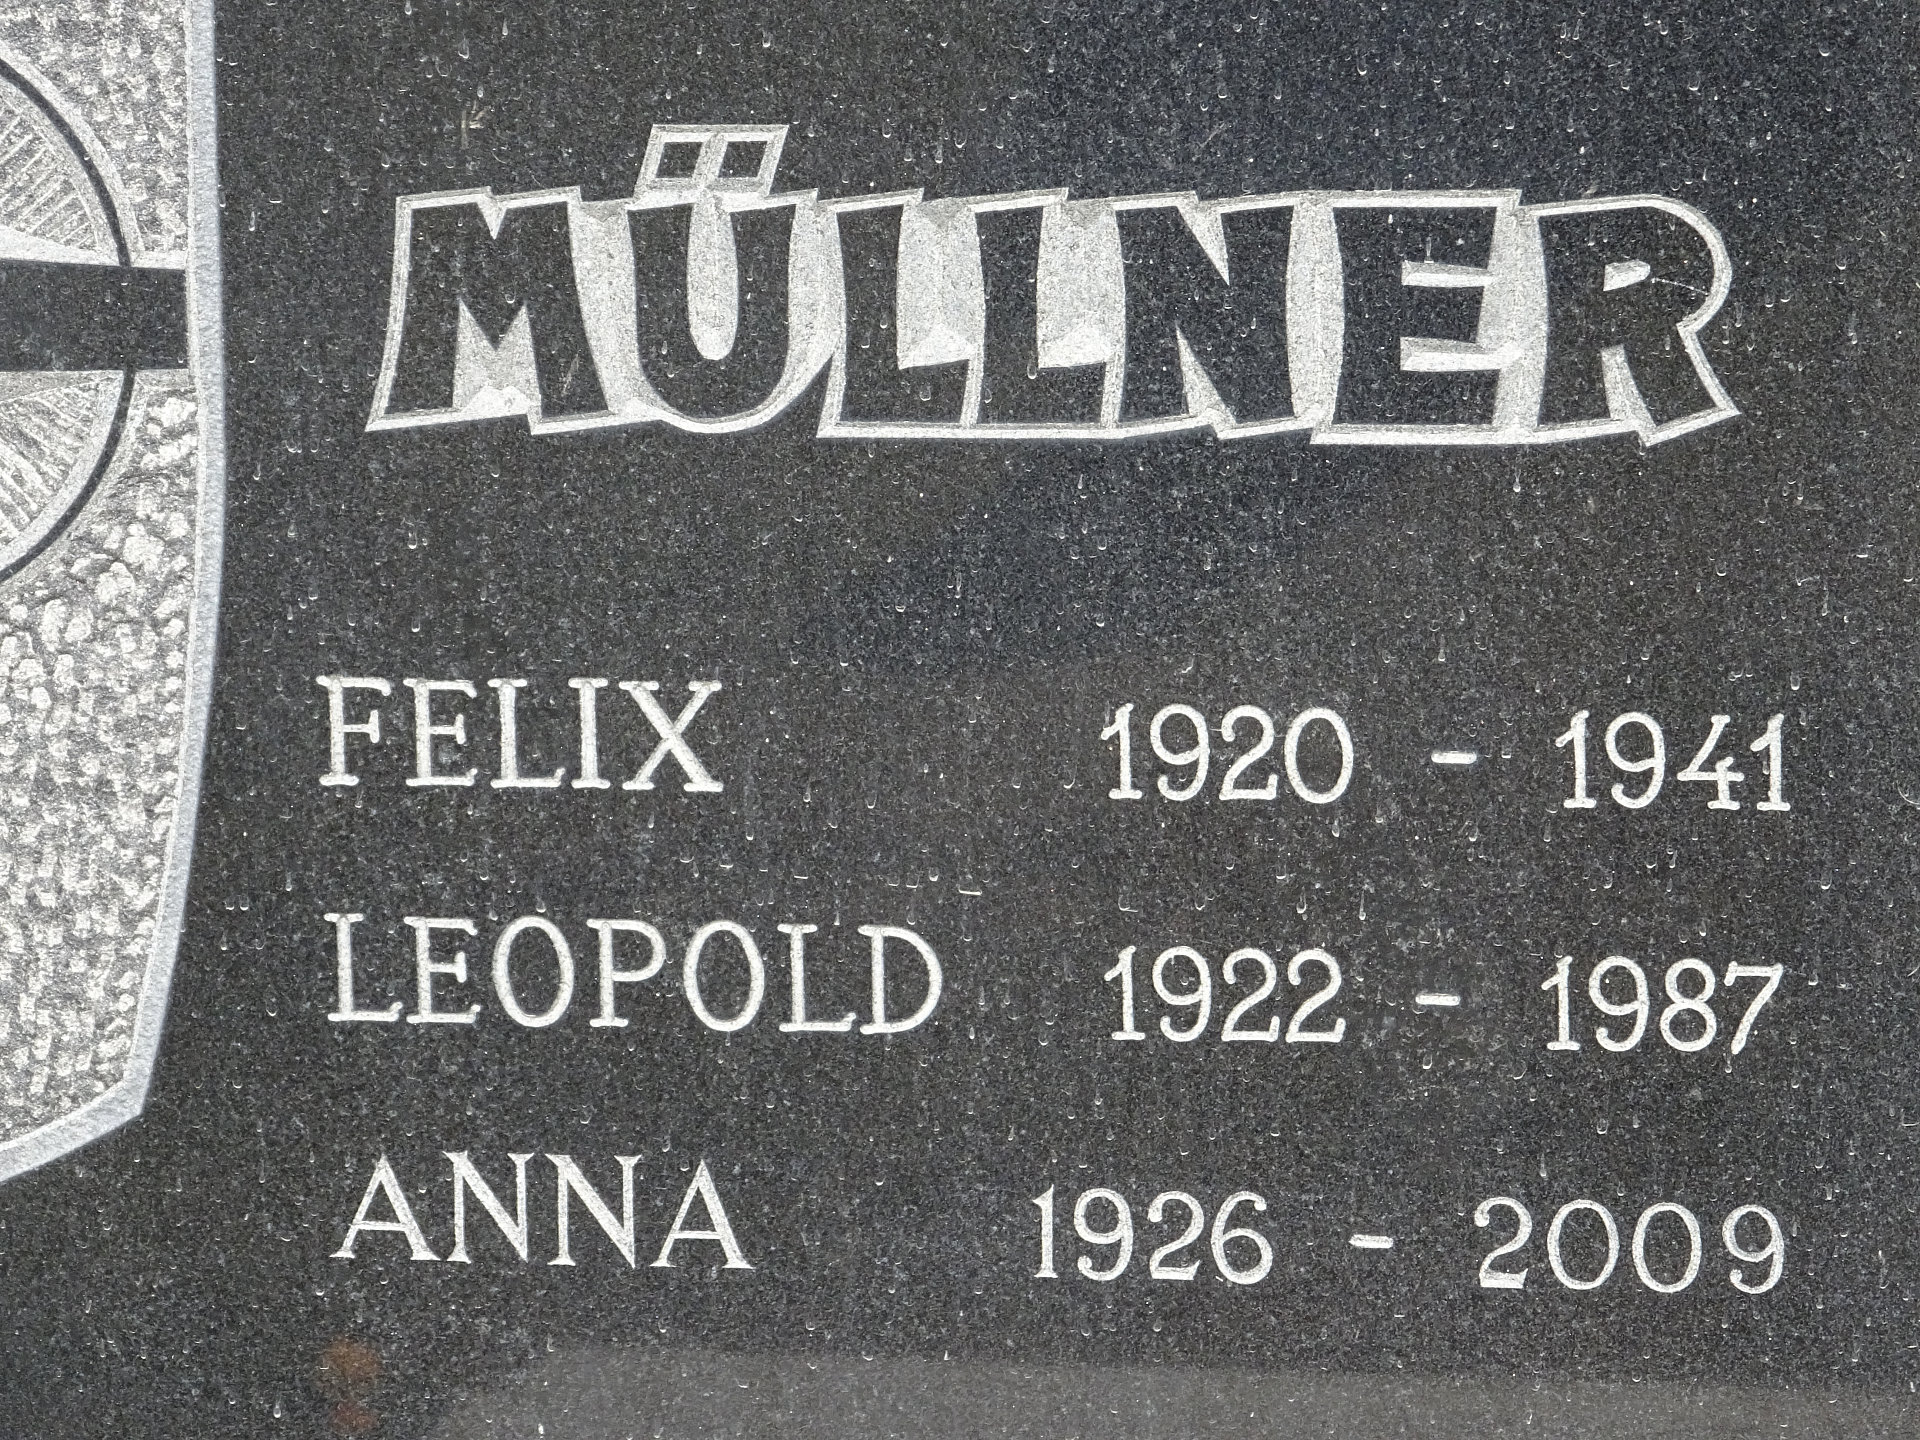 MÜLLNER
FELIX 1920 - 1941
LEOPOLD 1922 - 1987
ANNA 1926 - 2009